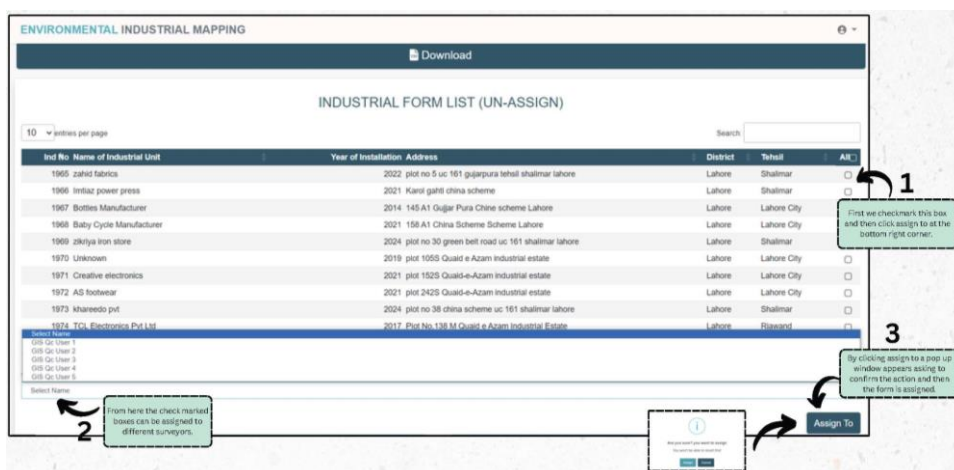 ENVIRONMENTAL INDUSTRIAL MAPPING
Download
INDUSTRIAL FORM LIST (UN-ASSIGN)
10 entries per page Search
Ind No Name of Industrial Unit Year of Installation Address District Tehsil All
1965 zahid fabrics 2022 plot no 5 uc 161 gujarpura tehsil shalimar lahore Lahore Shalimar
1966 Imtiaz power press 2021 Karol gahti china scheme Lahore Shalimar
1967 Bottles Manufacturer 2014 145 A1 Gujjar Pura Chine scheme Lahore Lahore Lahore City
1968 Baby Cycle Manufacturer 2021 158 A1 China Scheme Scheme Lahore Lahore Lahore City
1969 zikriya iron store 2024 plot no 30 green belt road uc 161 shalimar lahore Lahore Shalimar
1970 Unknown 2019 plot 105S Quaid e Azam industrial estate Lahore Lahore City
1971 Creative electronics 2021 plot 152S Quaid-e-Azam industrial estate Lahore Lahore City
1972 AS footwear 2021 plot 242S Quaid-e-Azam industrial estate Lahore Lahore City
1973 khareedo pvt 2024 plot no 38 china scheme uc 161 shalimar lahore Lahore Shalimar
1974 TCL Electronics Pvt Ltd 2017 Plot No.138 M Quaid e Azam Industrial Estate Lahore Riawand
Select Name
GIS Qc User 1
GIS Qc User 2
GIS Qc User 3
GIS Qc User 4
GIS Qc User 5
Select Name
1
First we checkmark this box
and then click assign to at the
bottom right corner.
2
From here the check marked
boxes can be assigned to
different surveyors.
3
By clicking assign to a pop up
window appears asking to
confirm the action and then
the form is assigned.
Assign To